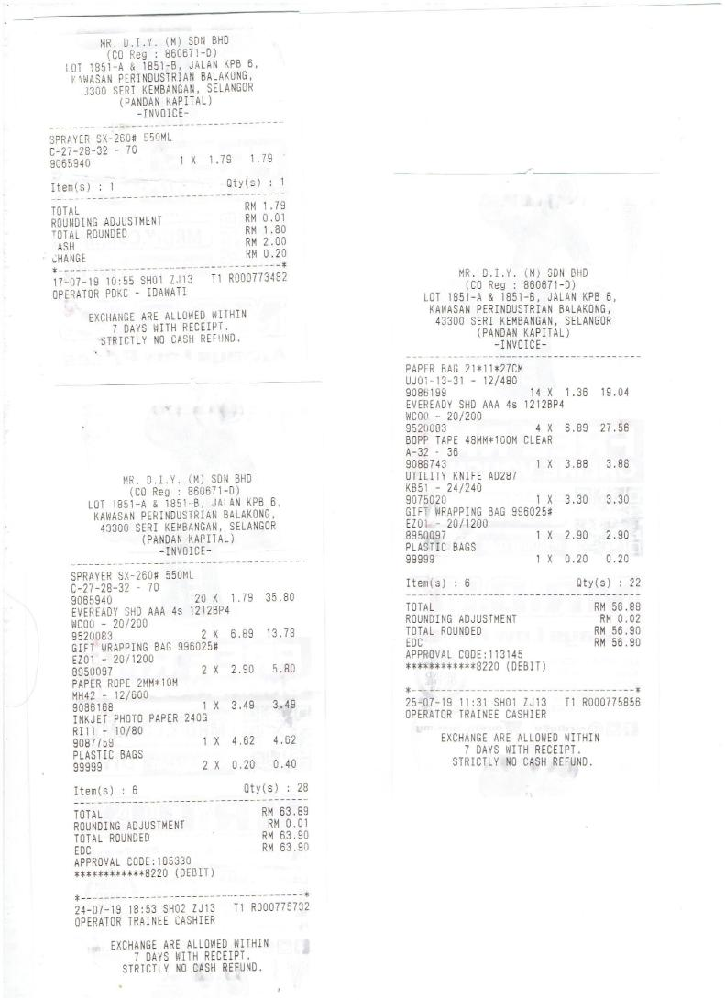 MR. D.I.Y. (M) SDN BHD
(CO Reg : 860671-D)
LOT 1851-A & 1851-B, JALAN KPB 6,
KAWASAN PERINDUSTRIAN BALAKONG,
3300 SERI KEMBANGAN, SELANGOR
(PANDAN KAPITAL)
-INVOICE-
SPRAYER SX-260# 550ML
C-27-28-32 - 70
9065940 1 X 1.79 1.79
Item(s) : 1 Qty(s) : 1
TOTAL RM 1.79
ROUNDING ADJUSTMENT RM 0.01
TOTAL ROUNDED RM 1.80
ASH RM 2.00
CHANGE RM 0.20
*------------------------------------*
17-07-19 10:55 SH01 ZJ13 T1 R000773482
OPERATOR PDKC - IDAWATI
EXCHANGE ARE ALLOWED WITHIN
7 DAYS WITH RECEIPT.
STRICTLY NO CASH REFUND.
MR. D.I.Y. (M) SDN BHD
(CO Reg : 860671-D)
LOT 1851-A & 1851-B, JALAN KPB 6,
KAWASAN PERINDUSTRIAN BALAKONG,
43300 SERI KEMBANGAN, SELANGOR
(PANDAN KAPITAL)
-INVOICE-
SPRAYER SX-260# 550ML
C-27-28-32 - 70
9065940 20 X 1.79 35.80
EVEREADY SHD AAA 4s 1212BP4
WC00 - 20/200
9520083 2 X 6.89 13.78
GIFT WRAPPING BAG 996025#
EZ01 - 20/1200
8950097 2 X 2.90 5.80
PAPER ROPE 2MM*10M
MH42 - 12/600
9086168 1 X 3.49 3.49
INKJET PHOTO PAPER 240G
RI11 - 10/80
9087759 1 X 4.62 4.62
PLASTIC BAGS
99999 2 X 0.20 0.40
Item(s) : 6 Qty(s) : 28
TOTAL RM 63.89
ROUNDING ADJUSTMENT RM 0.01
TOTAL ROUNDED RM 63.90
EDC RM 63.90
APPROVAL CODE:185330
************8220 (DEBIT)
*------------------------------------*
24-07-19 18:53 SH02 ZJ13 T1 R000775732
OPERATOR TRAINEE CASHIER
EXCHANGE ARE ALLOWED WITHIN
7 DAYS WITH RECEIPT.
STRICTLY NO CASH REFUND.
MR. D.I.Y. (M) SDN BHD
(CO Reg : 860671-D)
LOT 1851-A & 1851-B, JALAN KPB 6,
KAWASAN PERINDUSTRIAN BALAKONG,
43300 SERI KEMBANGAN, SELANGOR
(PANDAN KAPITAL)
-INVOICE-
PAPER BAG 21*11*27CM
UJ01-13-31 - 12/480
9086199 14 X 1.36 19.04
EVEREADY SHD AAA 4s 1212BP4
WC00 - 20/200
9520083 4 X 6.89 27.56
BOPP TAPE 48MM*100M CLEAR
A-32 - 36
9088743 1 X 3.88 3.88
UTILITY KNIFE AD287
KB51 - 24/240
9075020 1 X 3.30 3.30
GIFT WRAPPING BAG 996025#
EZ01 - 20/1200
8950097 1 X 2.90 2.90
PLASTIC BAGS
99999 1 X 0.20 0.20
Item(s) : 6 Qty(s) : 22
TOTAL RM 56.88
ROUNDING ADJUSTMENT RM 0.02
TOTAL ROUNDED RM 56.90
EDC RM 56.90
APPROVAL CODE:113145
************8220 (DEBIT)
*------------------------------------*
25-07-19 11:31 SH01 ZJ13 T1 R000775856
OPERATOR TRAINEE CASHIER
EXCHANGE ARE ALLOWED WITHIN
7 DAYS WITH RECEIPT.
STRICTLY NO CASH REFUND.